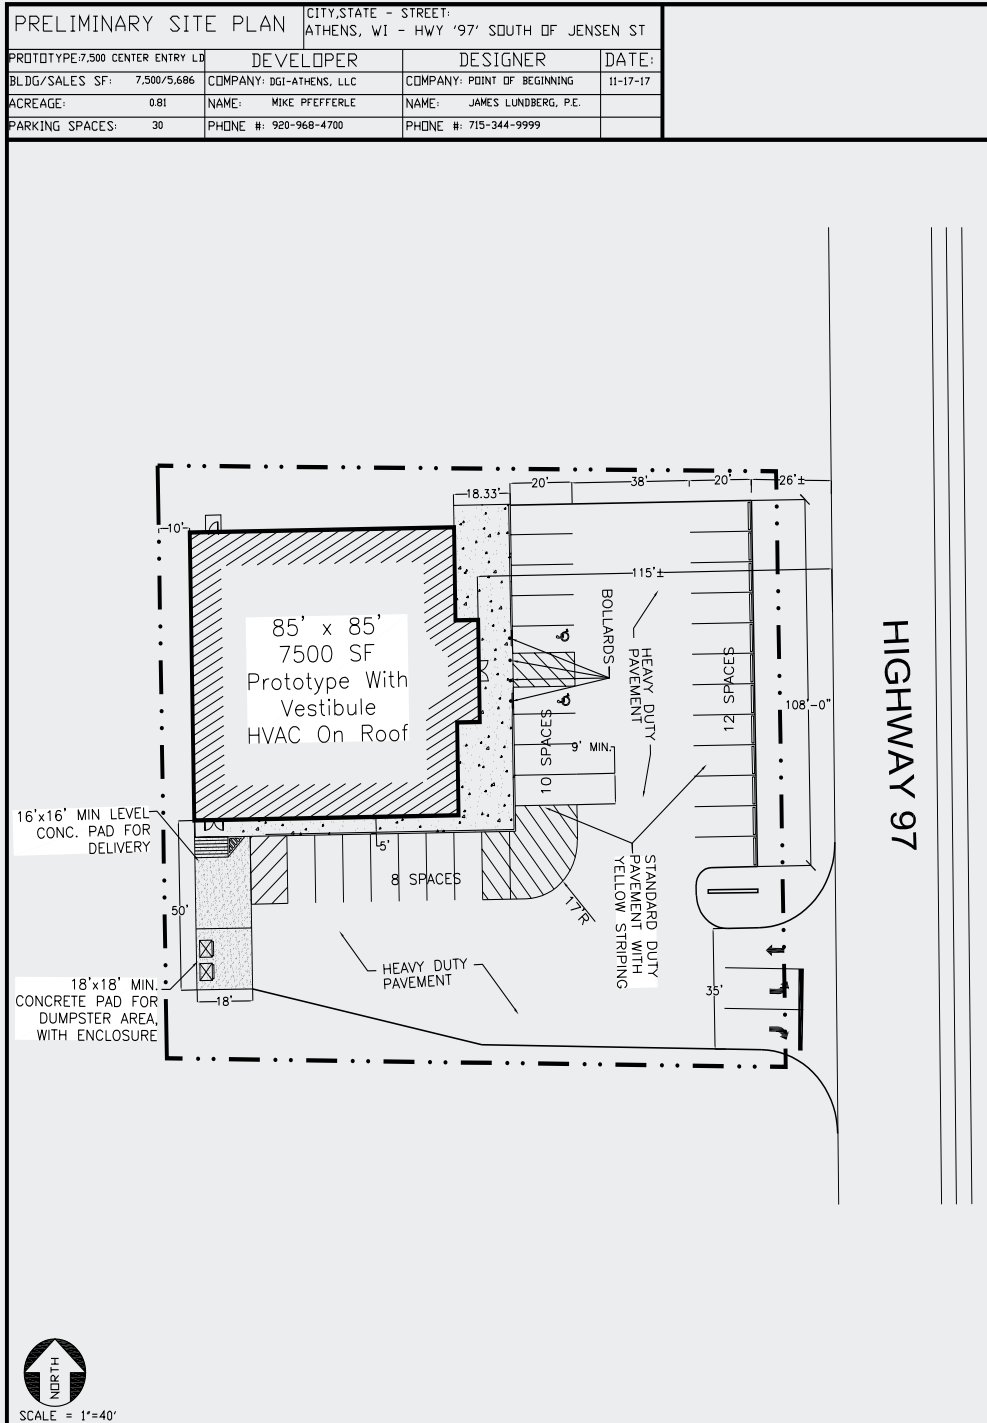 PRELIMINARY SITE PLAN
CITY,STATE - STREET:
ATHENS, WI - HWY '97' SOUTH OF JENSEN ST
PROTOTYPE:7,500 CENTER ENTRY LD
DEVELOPER
DESIGNER
DATE:
BLDG/SALES SF: 7,500/5,686
COMPANY: DGI-ATHENS, LLC
COMPANY: POINT OF BEGINNING
11-17-17
ACREAGE: 0.81
NAME: MIKE PFEFFERLE
NAME: JAMES LUNDBERG, P.E.
PARKING SPACES: 30
PHONE #: 920-968-4700
PHONE #: 715-344-9999
18.33'
20'
38'
20'
26'±
10'
115'±
BOLLARDS
HEAVY DUTY
PAVEMENT
12 SPACES
108'-0"
HIGHWAY 97
85' x 85'
7500 SF
Prototype With
Vestibule
HVAC On Roof
10 SPACES
9' MIN.
16'x16' MIN LEVEL
CONC. PAD FOR
DELIVERY
5'
8 SPACES
17'R
STANDARD DUTY
PAVEMENT WITH
YELLOW STRIPING
50'
HEAVY DUTY
PAVEMENT
35'
18'x18' MIN.
CONCRETE PAD FOR
DUMPSTER AREA,
WITH ENCLOSURE
18'
NORTH
SCALE = 1"=40'